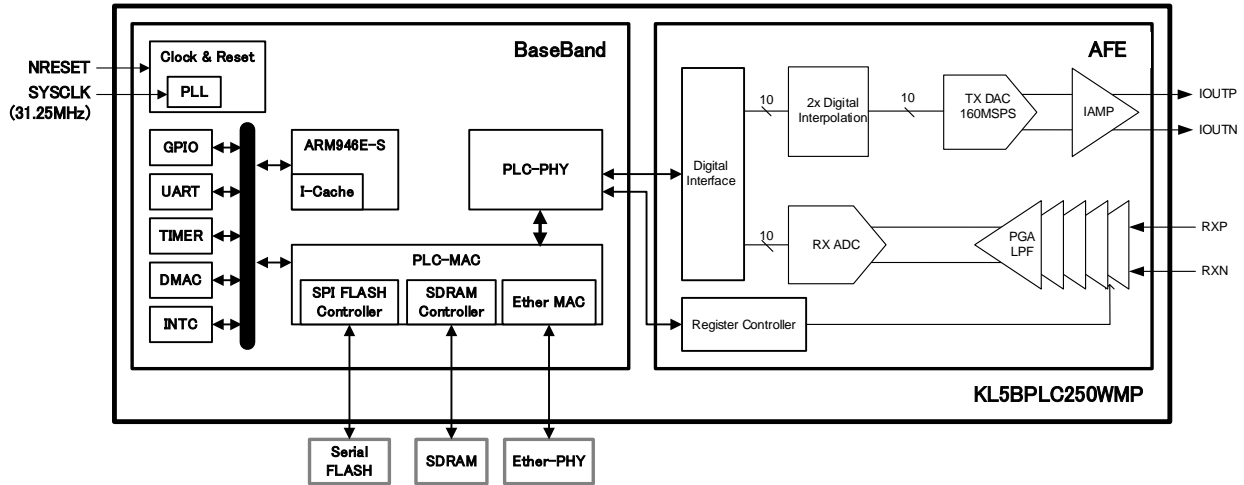 BaseBand
AFE
Clock & Reset
PLL
NRESET
SYSCLK
(31.25MHz)
GPIO
UART
TIMER
DMAC
INTC
ARM946E-S
I-Cache
PLC-PHY
PLC-MAC
SPI FLASH
Controller
SDRAM
Controller
Ether MAC
Digital
Interface
10
2x Digital
Interpolation
10
TX DAC
160MSPS
IAMP
IOUTP
IOUTN
10
RX ADC
PGA
LPF
RXP
RXN
Register Controller
KL5BPLC250WMP
Serial
FLASH
SDRAM
Ether-PHY